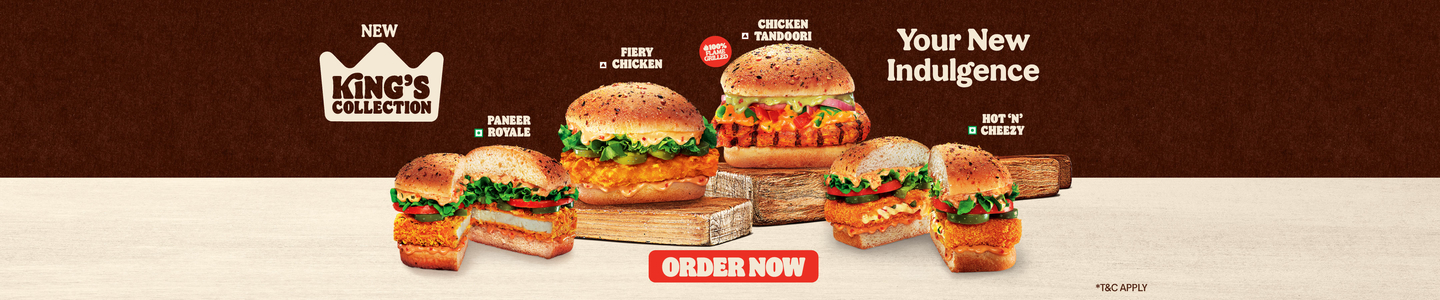 NEW
KING'S
COLLECTION
PANEER
ROYALE
FIERY
CHICKEN
100%
FLAME
GRILLED
CHICKEN
TANDOORI
Your New
Indulgence
HOT 'N'
CHEEZY
ORDER NOW
*T&C APPLY